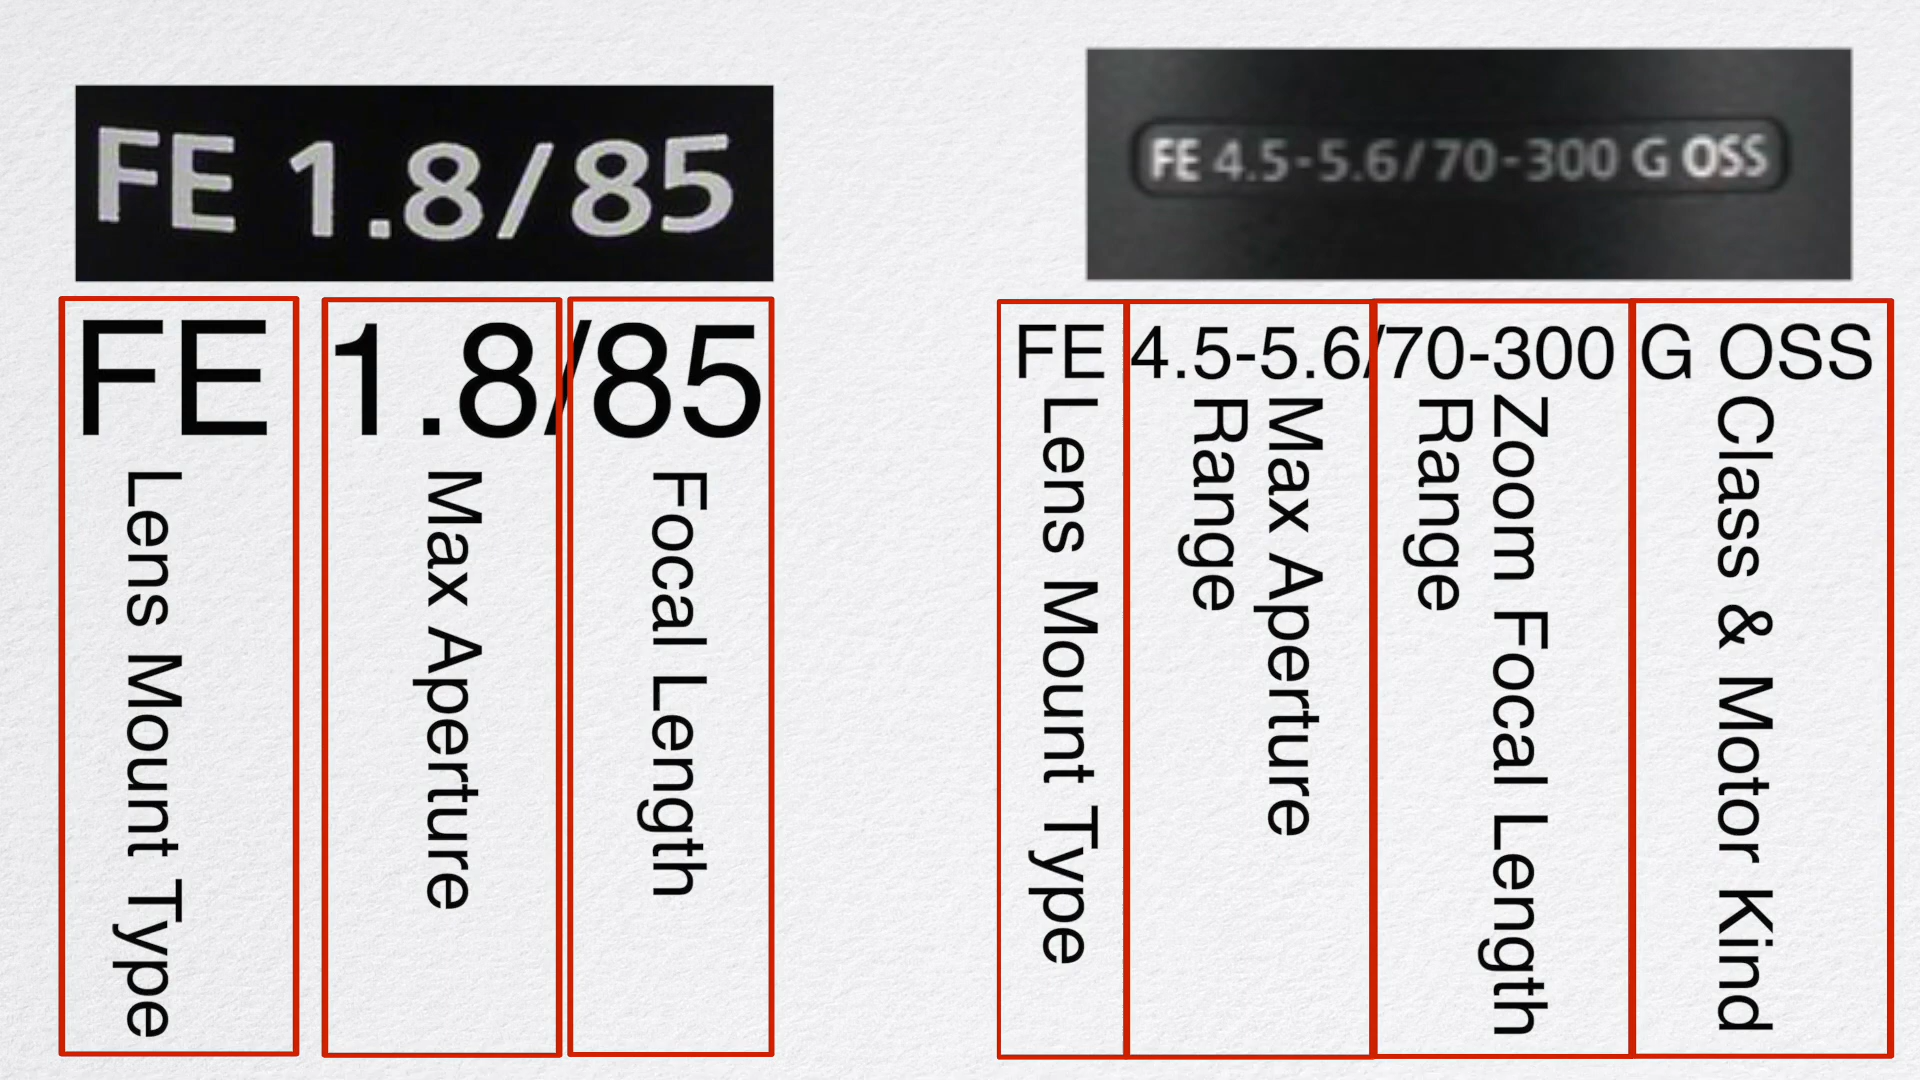 FE 1.8/85
FE 1.8/85
Lens Mount Type
Max Aperture
Focal Length
FE 4.5-5.6/70-300 G OSS
FE 4.5-5.6/70-300 G OSS
Lens Mount Type
Max Aperture
Range
Zoom Focal Length
Range
Class & Motor Kind